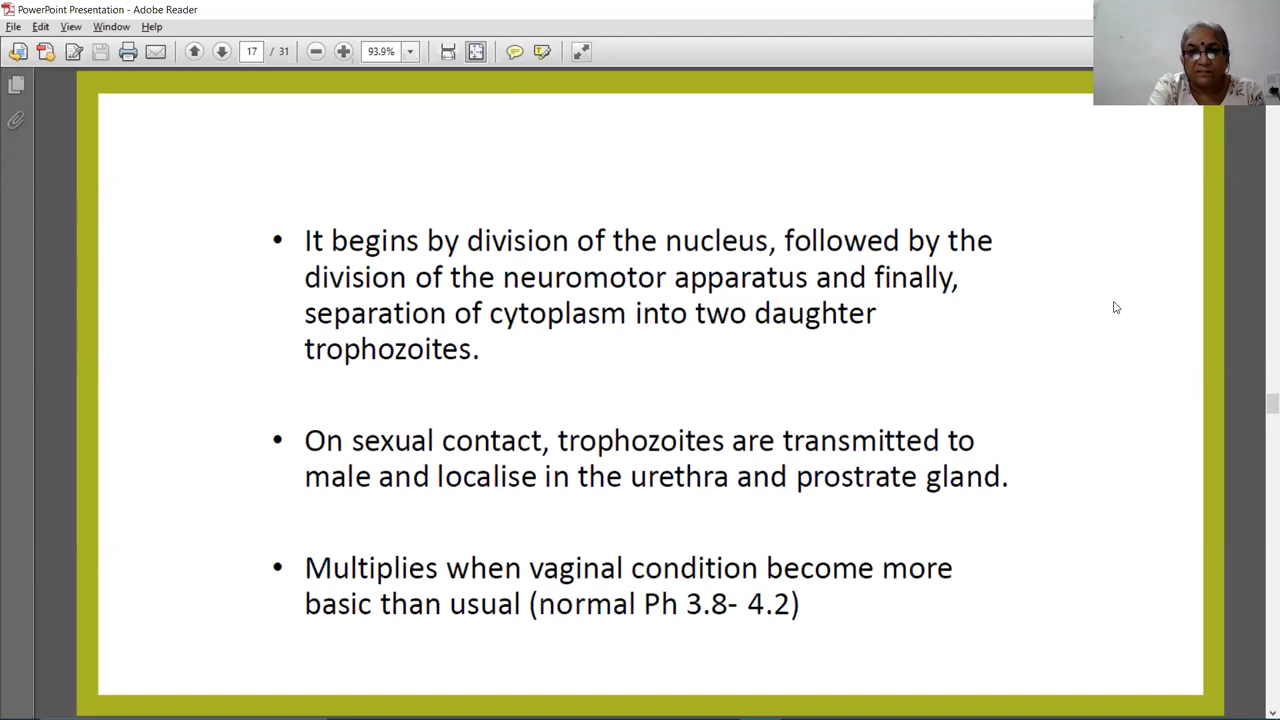 PowerPoint Presentation - Adobe Reader
File Edit View Window Help
17 / 31 93.9%
• It begins by division of the nucleus, followed by the
division of the neuromotor apparatus and finally,
separation of cytoplasm into two daughter
trophozoites.
• On sexual contact, trophozoites are transmitted to
male and localise in the urethra and prostrate gland.
• Multiplies when vaginal condition become more
basic than usual (normal Ph 3.8- 4.2)